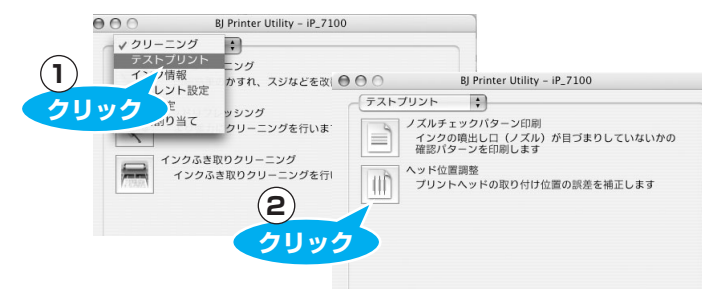 BJ Printer Utility – iP_7100
✓ クリーニング
テストプリント
インク情報
レント設定
割り当て
ニング
かすれ、スジなどを改
ッシング
クリーニングを行いま
インクふき取りクリーニング
インクふき取りクリーニングを行
①
クリック
BJ Printer Utility – iP_7100
テストプリント
ノズルチェックパターン印刷
インクの噴出し口（ノズル）が目づまりしていないかの
確認パターンを印刷します
ヘッド位置調整
プリントヘッドの取り付け位置の誤差を補正します
②
クリック